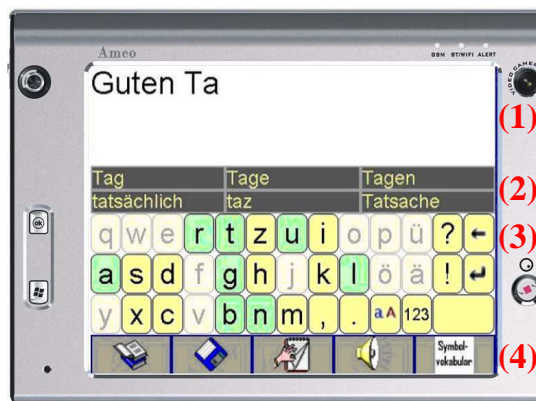 Ameo
GSM BT/WIFI ALERT
VIDEO CAMERA
Guten Ta
(1)
Tag Tage Tagen
(2)
tatsächlich taz Tatsache
q w e r t z u i o p ü ? ←
(3)
ok
a s d f g h j k l ö ä ! ↵
y x c v b n m , . a A 123
Symbol-
vokabular
(4)